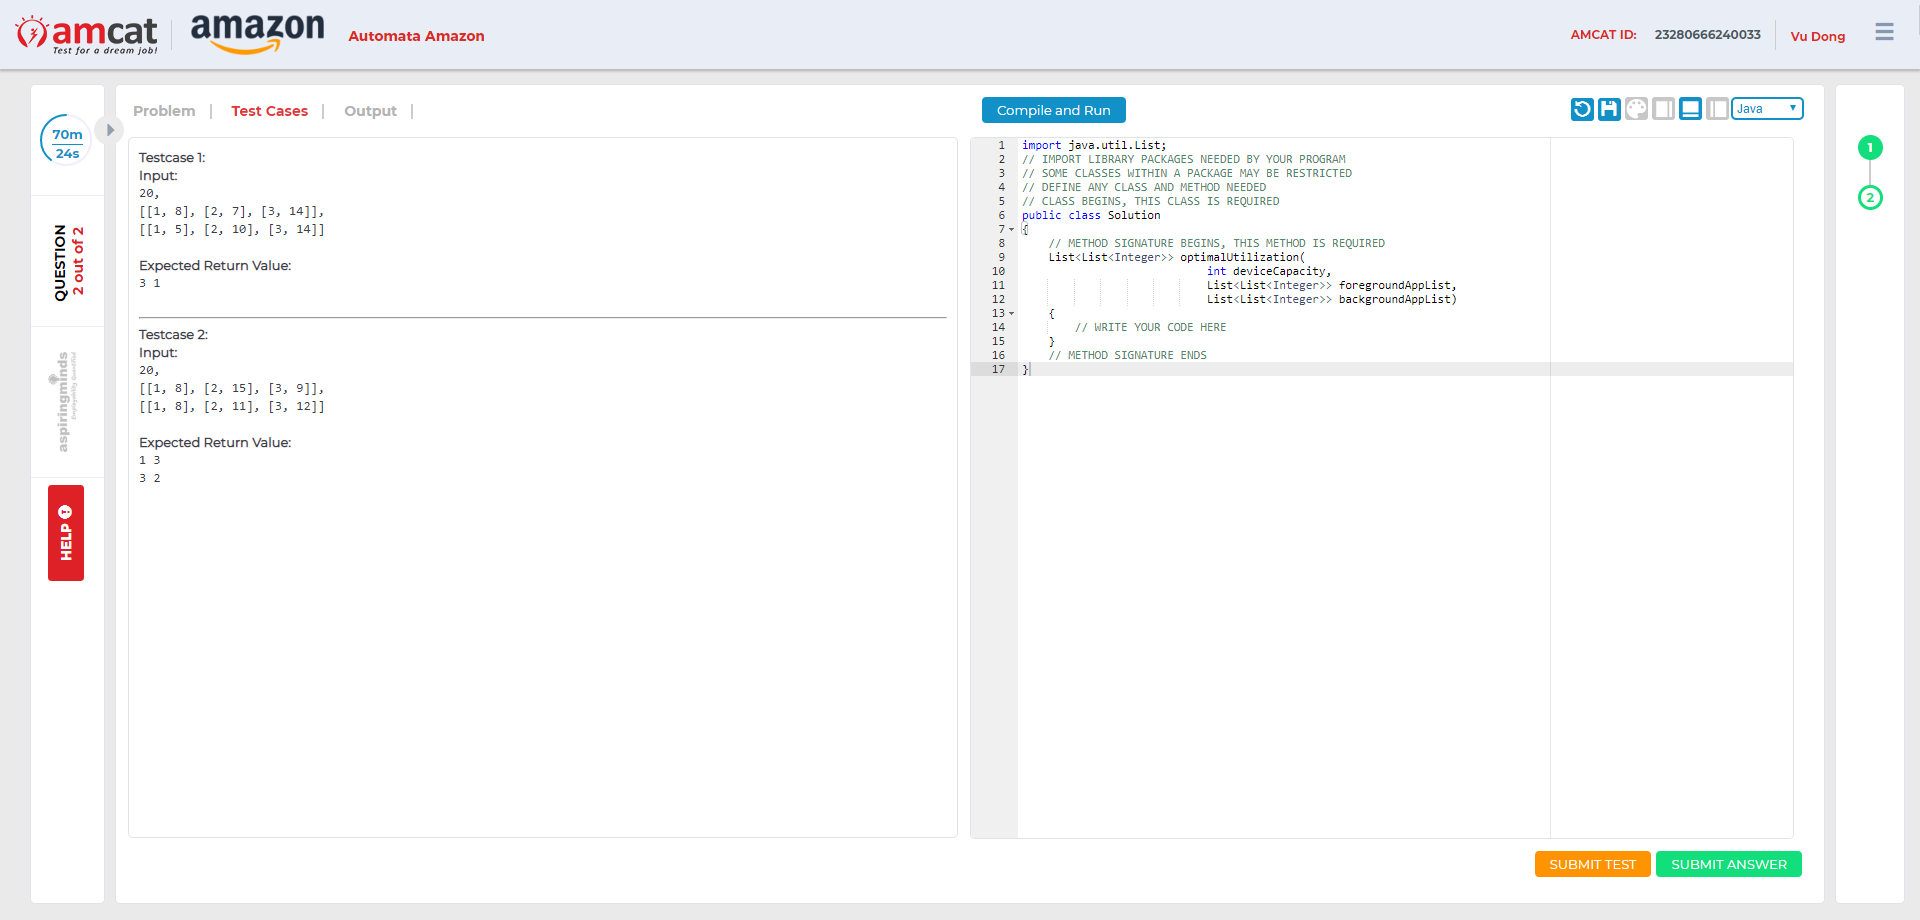 amcat
Test for a dream job!
amazon
Automata Amazon
AMCAT ID: 23280666240033
Vu Dong
70m
24s
QUESTION
2 out of 2
aspiringminds
Employability Quantified
HELP
Problem | Test Cases | Output |
Testcase 1:
Input:
20,
[[1, 8], [2, 7], [3, 14]],
[[1, 5], [2, 10], [3, 14]]
Expected Return Value:
3 1
Testcase 2:
Input:
20,
[[1, 8], [2, 15], [3, 9]],
[[1, 8], [2, 11], [3, 12]]
Expected Return Value:
1 3
3 2
Compile and Run
Java
1 import java.util.List;
2 // IMPORT LIBRARY PACKAGES NEEDED BY YOUR PROGRAM
3 // SOME CLASSES WITHIN A PACKAGE MAY BE RESTRICTED
4 // DEFINE ANY CLASS AND METHOD NEEDED
5 // CLASS BEGINS, THIS CLASS IS REQUIRED
6 public class Solution
7 {
8 // METHOD SIGNATURE BEGINS, THIS METHOD IS REQUIRED
9 List<List<Integer>> optimalUtilization(
10 int deviceCapacity,
11 List<List<Integer>> foregroundAppList,
12 List<List<Integer>> backgroundAppList)
13 {
14 // WRITE YOUR CODE HERE
15 }
16 // METHOD SIGNATURE ENDS
17 }
1
2
SUBMIT TEST
SUBMIT ANSWER